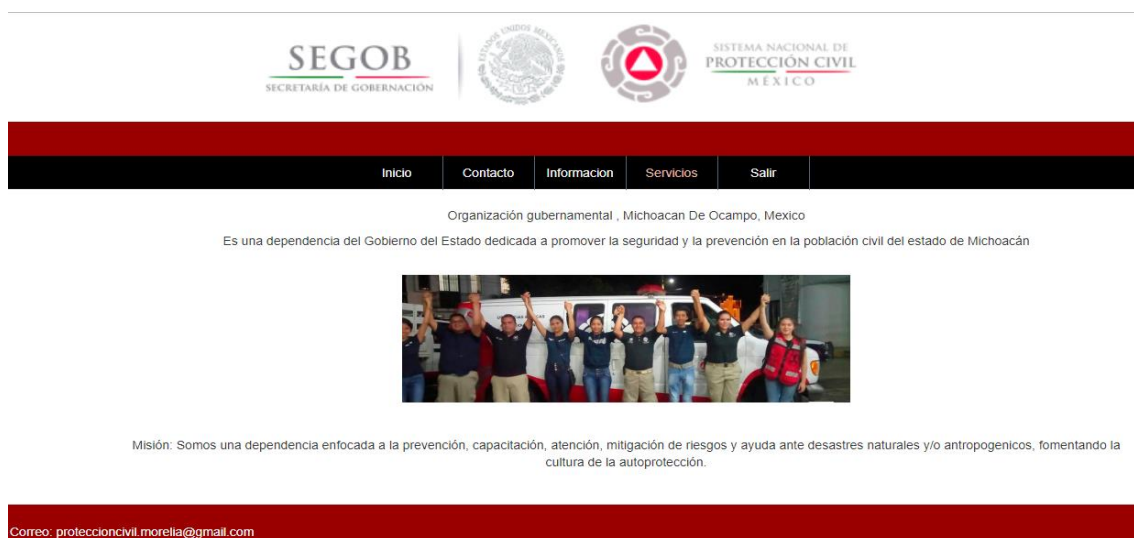 SEGOB
SECRETARÍA DE GOBERNACIÓN
ESTADOS UNIDOS MEXICANOS
SISTEMA NACIONAL DE
PROTECCIÓN CIVIL
MÉXICO
Inicio Contacto Informacion Servicios Salir
Organización gubernamental , Michoacan De Ocampo, Mexico
Es una dependencia del Gobierno del Estado dedicada a promover la seguridad y la prevención en la población civil del estado de Michoacán
Misión: Somos una dependencia enfocada a la prevención, capacitación, atención, mitigación de riesgos y ayuda ante desastres naturales y/o antropogenicos, fomentando la
cultura de la autoprotección.
Correo: proteccioncivil.morelia@gmail.com